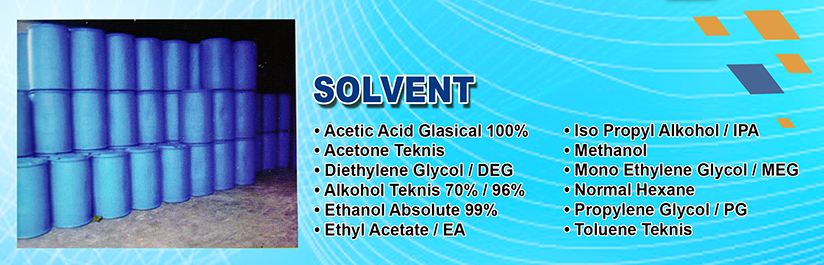 SOLVENT
• Acetic Acid Glasical 100%
• Acetone Teknis
• Diethylene Glycol / DEG
• Alkohol Teknis 70% / 96%
• Ethanol Absolute 99%
• Ethyl Acetate / EA
• Iso Propyl Alkohol / IPA
• Methanol
• Mono Ethylene Glycol / MEG
• Normal Hexane
• Propylene Glycol / PG
• Toluene Teknis